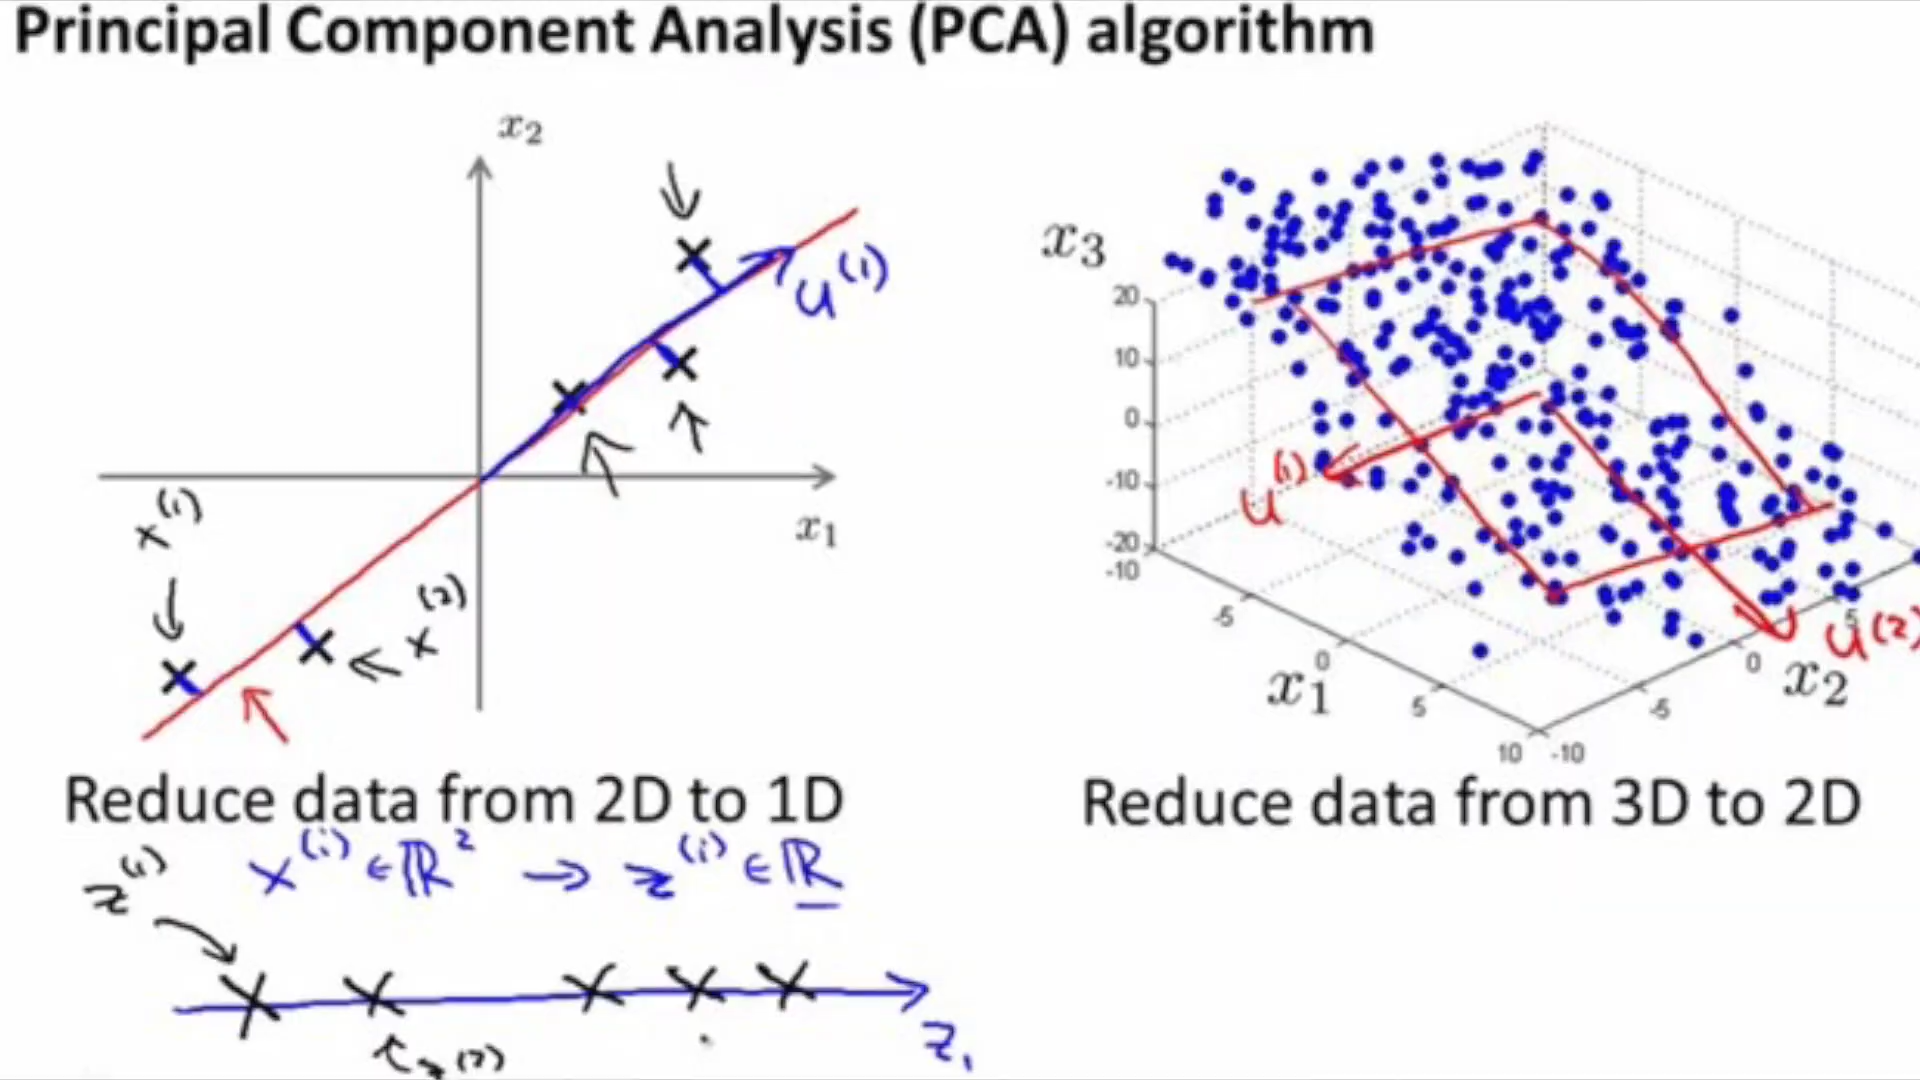 Principal Component Analysis (PCA) algorithm
x₂
u⁽¹⁾
x₁
x⁽¹⁾
x⁽²⁾
Reduce data from 2D to 1D
x⁽ⁱ⁾ ∈ ℝ² → z⁽ⁱ⁾ ∈ ℝ
z⁽¹⁾
z⁽²⁾
z₁
x₃
20
10
0
-10
-20
-10
-5
0
5
10
-10
-5
0
5
x₁
x₂
u⁽¹⁾
u⁽²⁾
Reduce data from 3D to 2D